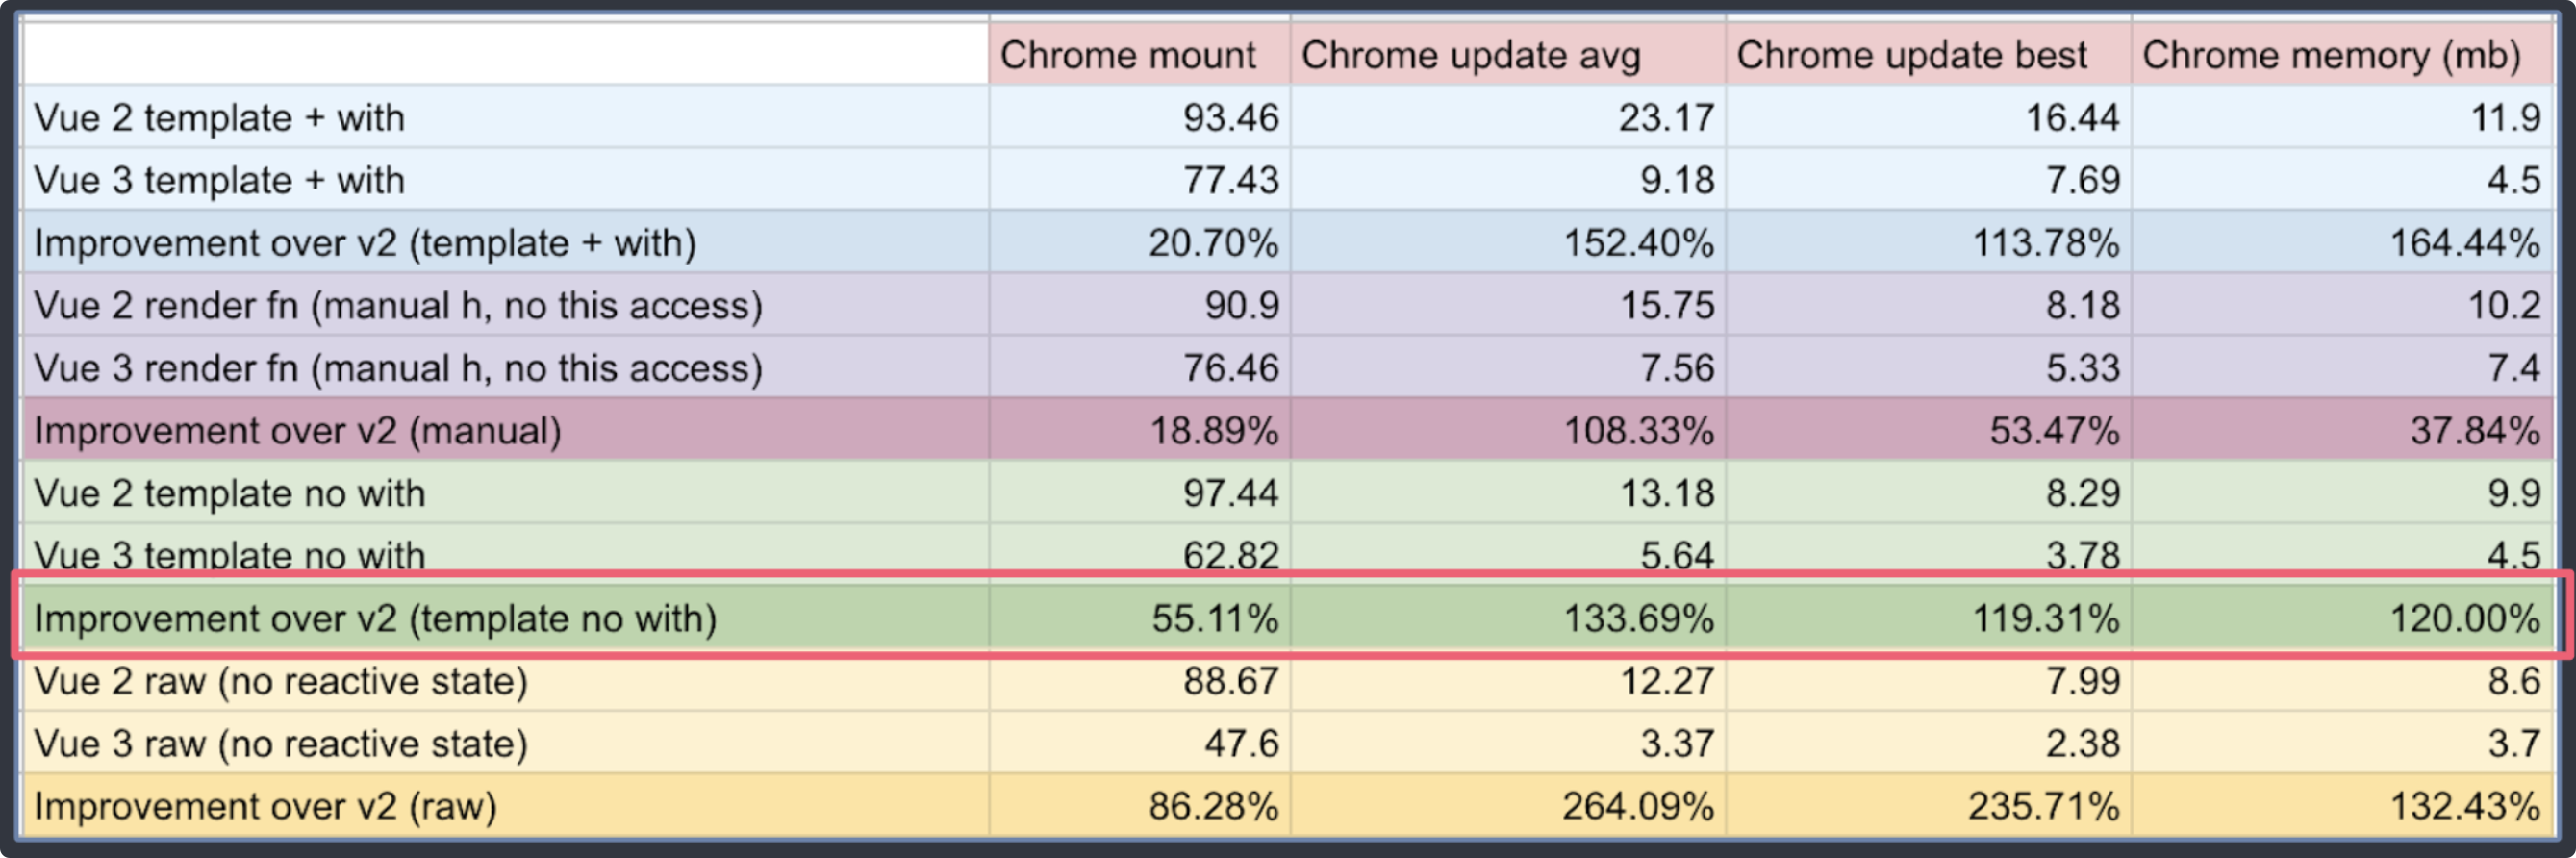 Chrome mount Chrome update avg Chrome update best Chrome memory (mb)
Vue 2 template + with 93.46 23.17 16.44 11.9
Vue 3 template + with 77.43 9.18 7.69 4.5
Improvement over v2 (template + with) 20.70% 152.40% 113.78% 164.44%
Vue 2 render fn (manual h, no this access) 90.9 15.75 8.18 10.2
Vue 3 render fn (manual h, no this access) 76.46 7.56 5.33 7.4
Improvement over v2 (manual) 18.89% 108.33% 53.47% 37.84%
Vue 2 template no with 97.44 13.18 8.29 9.9
Vue 3 template no with 62.82 5.64 3.78 4.5
Improvement over v2 (template no with) 55.11% 133.69% 119.31% 120.00%
Vue 2 raw (no reactive state) 88.67 12.27 7.99 8.6
Vue 3 raw (no reactive state) 47.6 3.37 2.38 3.7
Improvement over v2 (raw) 86.28% 264.09% 235.71% 132.43%